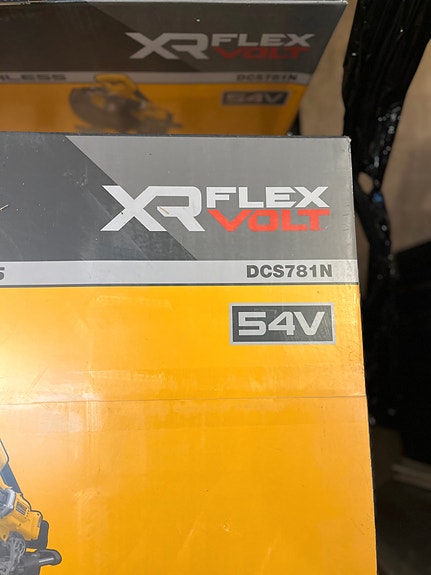 XR FLEX
VOLT
DCS781N
54V
XR FLEX
VOLT
DCS781N
54V